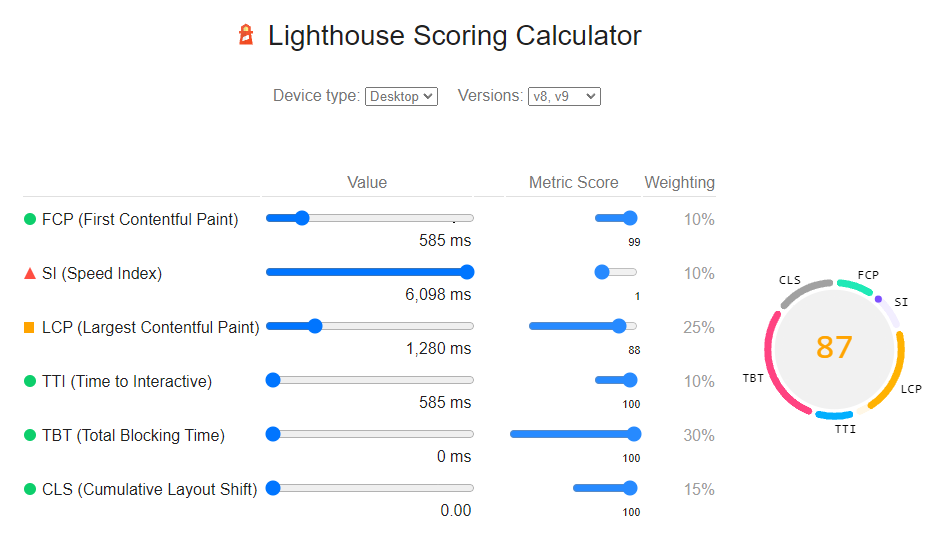 Lighthouse Scoring Calculator
Device type: Desktop Versions: v8, v9
Value Metric Score Weighting
FCP (First Contentful Paint) 10%
585 ms 99
SI (Speed Index) 10%
6,098 ms 1
LCP (Largest Contentful Paint) 25%
1,280 ms 88
TTI (Time to Interactive) 10%
585 ms 100
TBT (Total Blocking Time) 30%
0 ms 100
CLS (Cumulative Layout Shift) 15%
0.00 100
CLS FCP
SI
87
TBT LCP
TTI